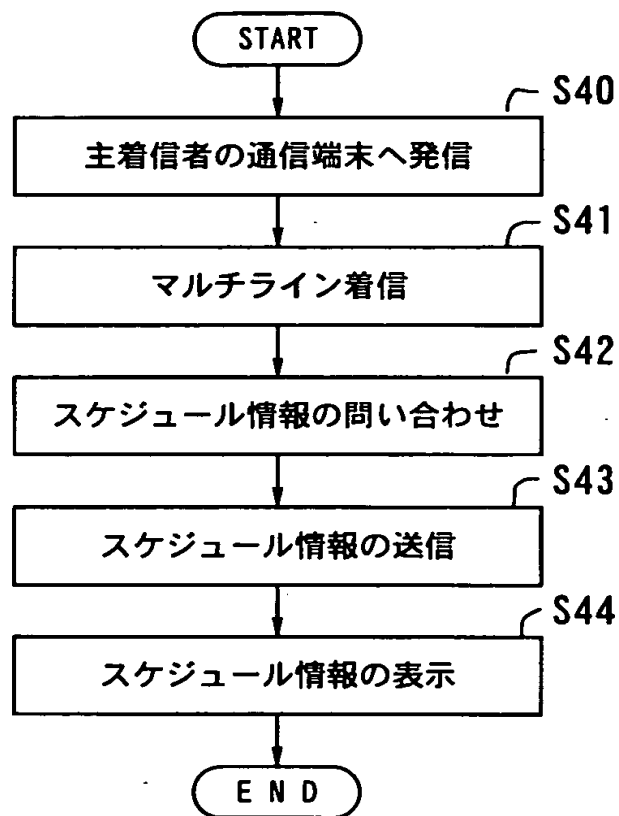 START
S40
主着信者の通信端末へ発信
S41
マルチライン着信
S42
スケジュール情報の問い合わせ
S43
スケジュール情報の送信
S44
スケジュール情報の表示
END